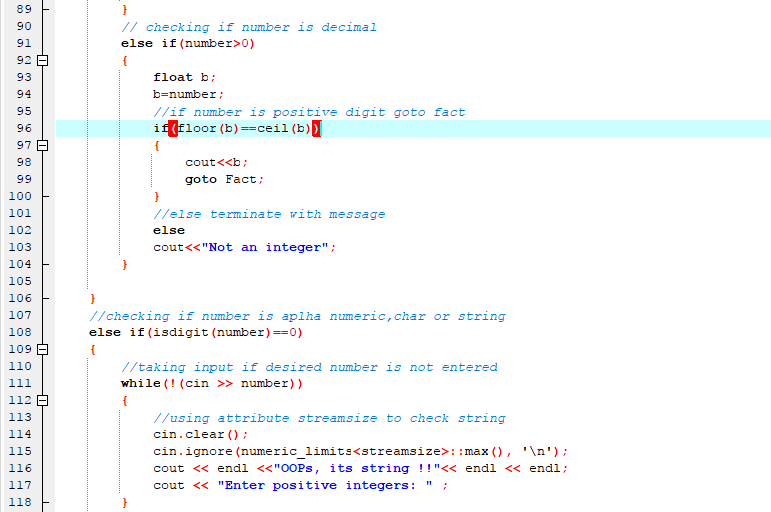 89 }
90 // checking if number is decimal
91 else if(number>0)
92 {
93 float b;
94 b=number;
95 //if number is positive digit goto fact
96 if(floor(b)==ceil(b))
97 {
98 cout<<b;
99 goto Fact;
100 }
101 //else terminate with message
102 else
103 cout<<"Not an integer";
104 }
105
106 }
107 //checking if number is aplha numeric,char or string
108 else if(isdigit(number)==0)
109 {
110 //taking input if desired number is not entered
111 while(!(cin >> number))
112 {
113 //using attribute streamsize to check string
114 cin.clear();
115 cin.ignore(numeric_limits<streamsize>::max(), '\n');
116 cout << endl <<"OOPs, its string !!"<< endl << endl;
117 cout << "Enter positive integers: " ;
118 }